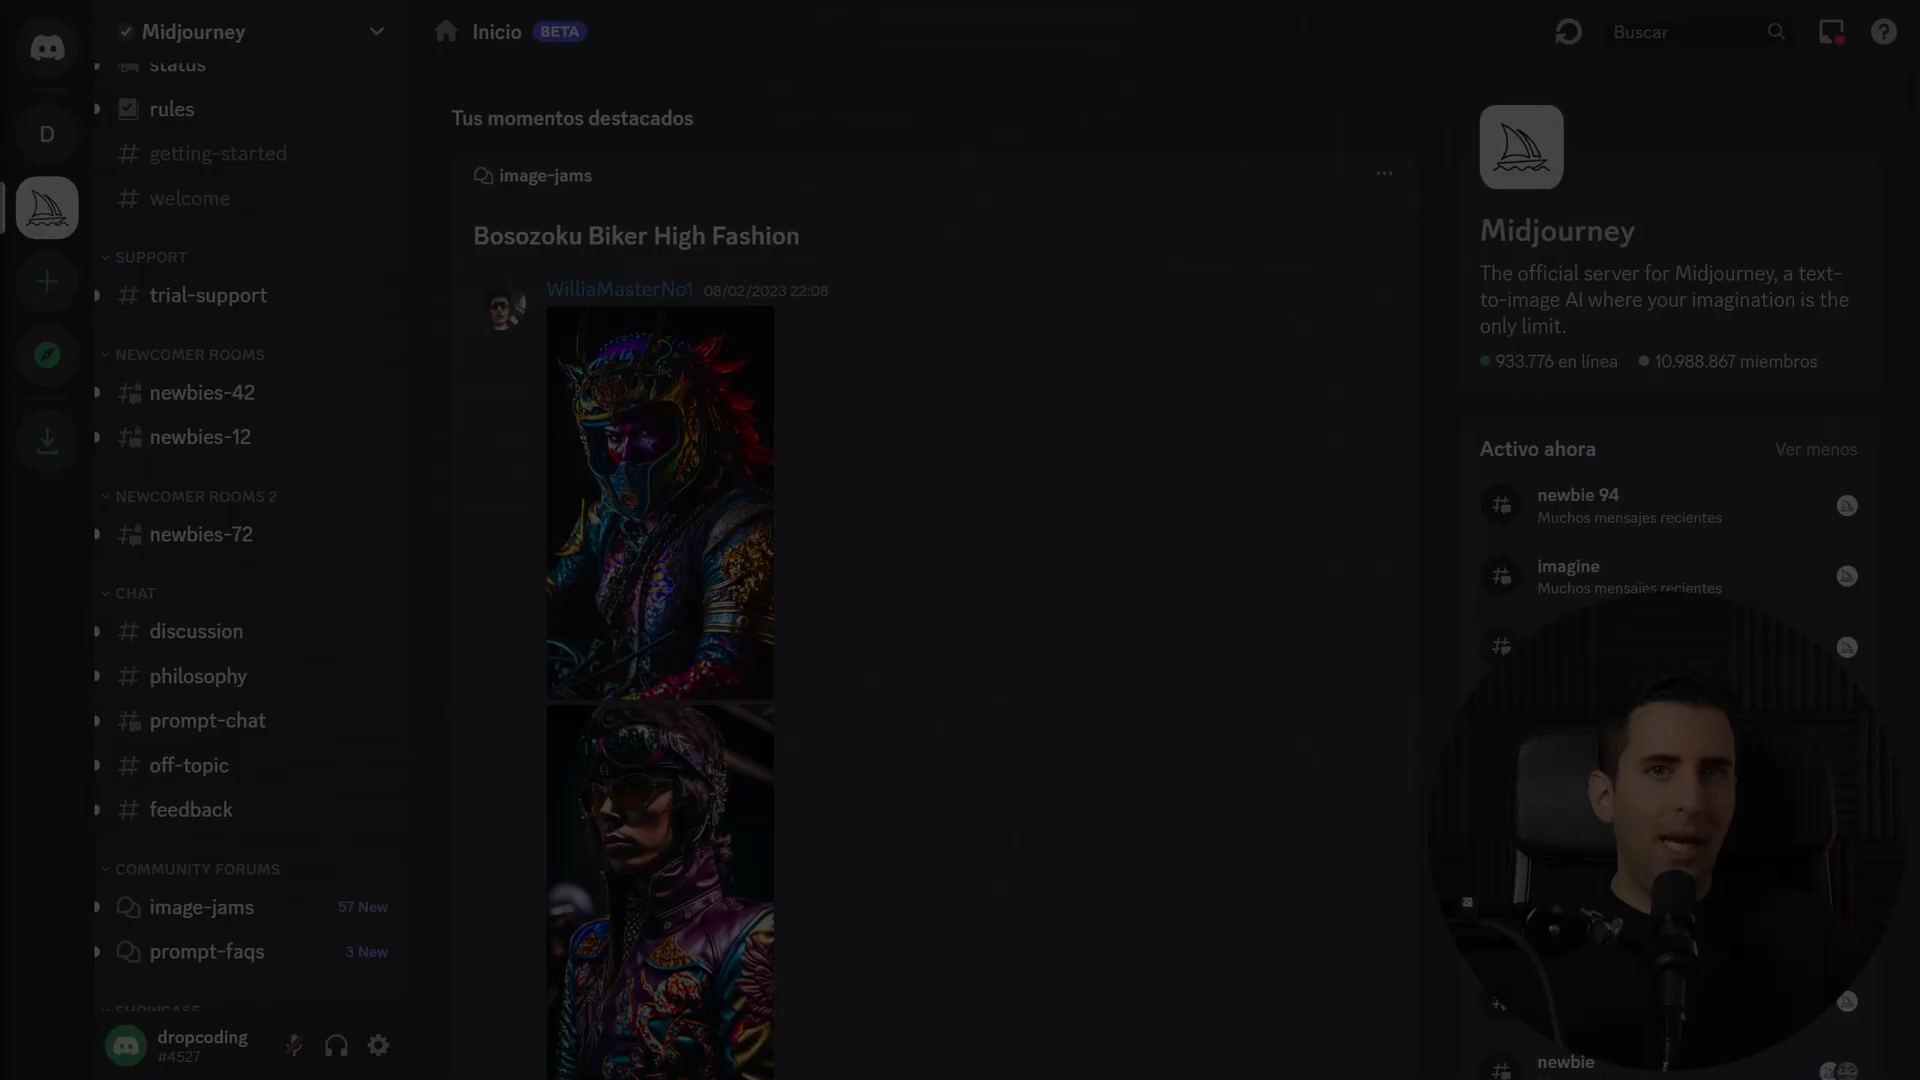 Midjourney
status
rules
getting-started
welcome
SUPPORT
trial-support
NEWCOMER ROOMS
newbies-42
newbies-12
NEWCOMER ROOMS 2
newbies-72
CHAT
discussion
philosophy
prompt-chat
off-topic
feedback
COMMUNITY FORUMS
image-jams 57 New
prompt-faqs 3 New
SHOWCASE
dropcoding
#4527
D
Inicio BETA
Buscar
Tus momentos destacados
image-jams
Bosozoku Biker High Fashion
WilliaMasterNo1 08/02/2023 22:08
Midjourney
The official server for Midjourney, a text-
to-image AI where your imagination is the
only limit.
933.776 en línea 10.988.867 miembros
Activo ahora Ver menos
newbie 94
Muchos mensajes recientes
imagine
Muchos mensajes recientes
newbie